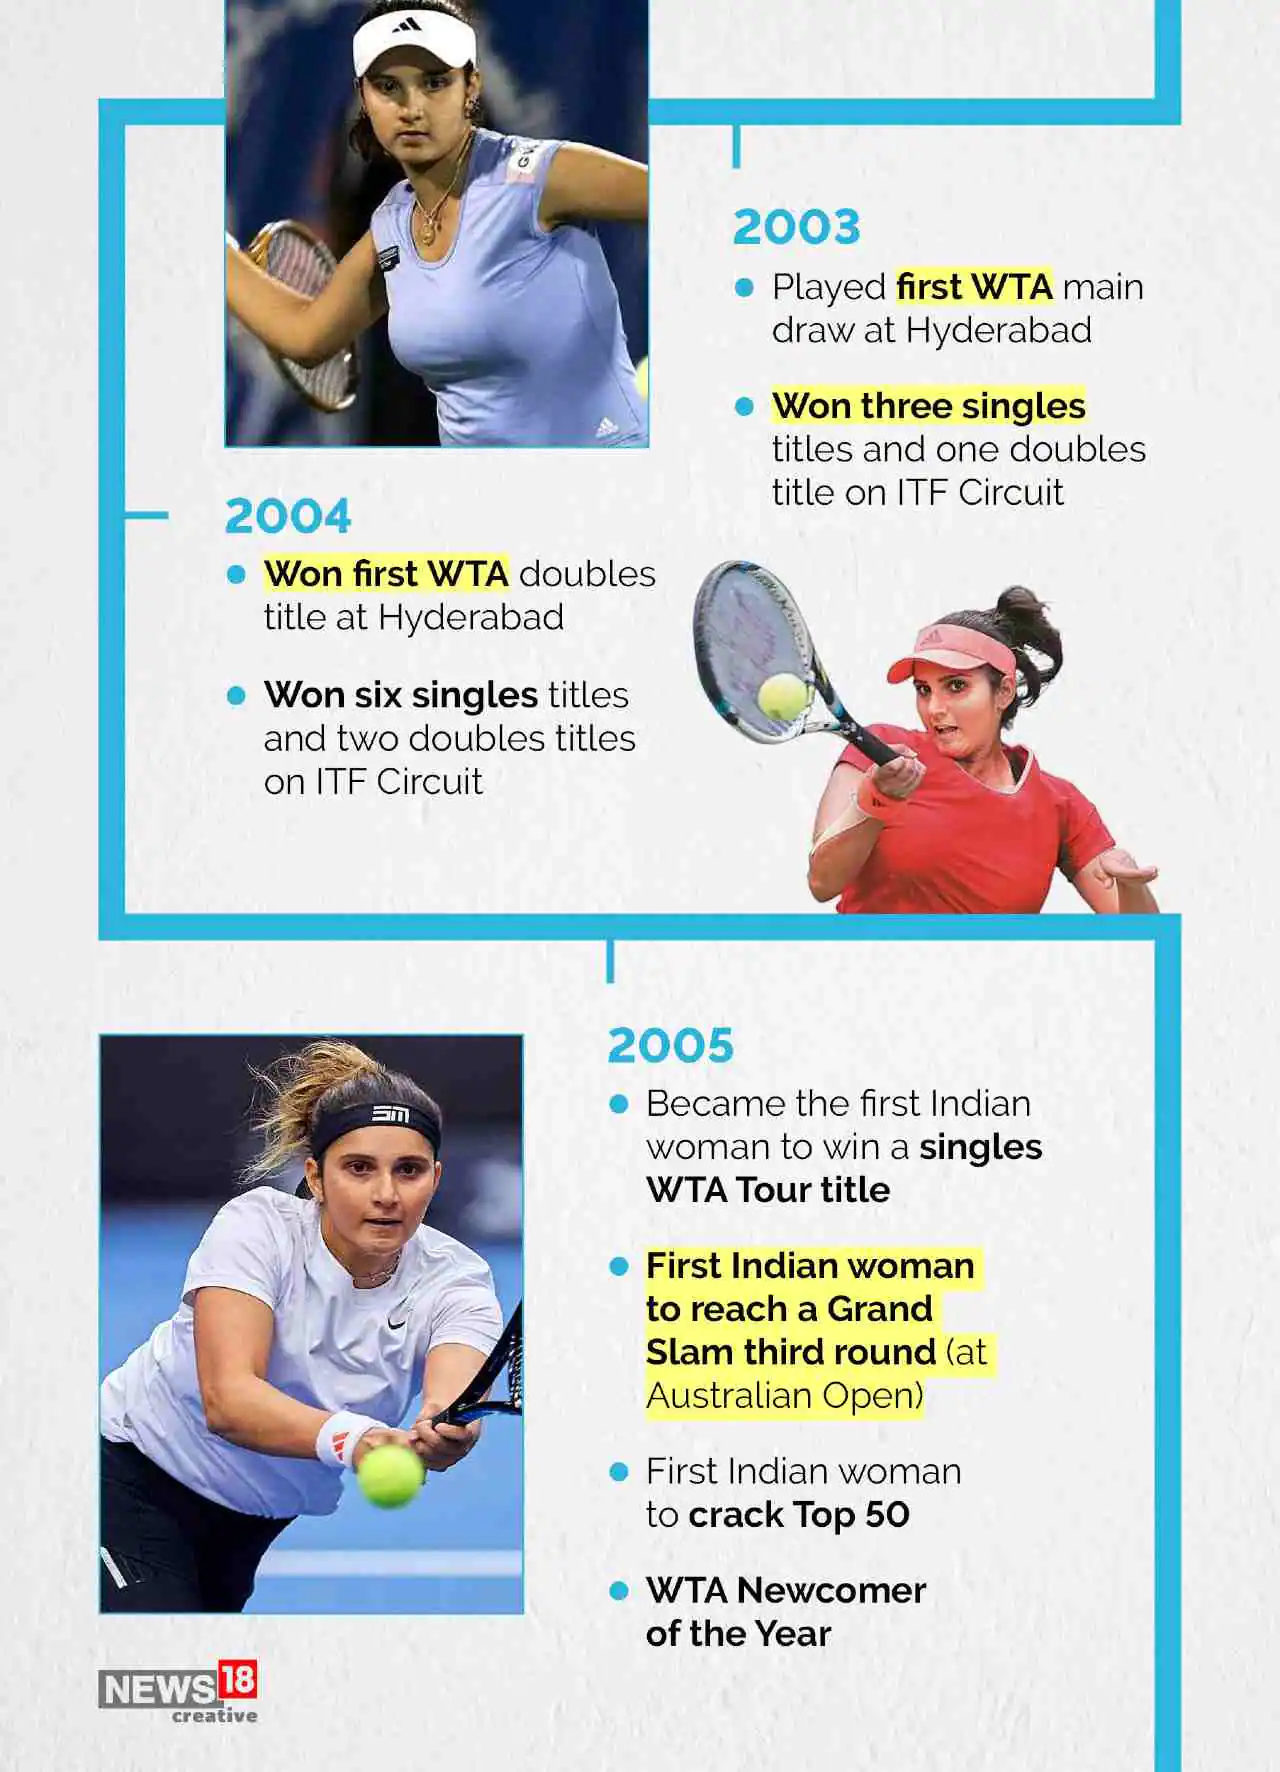 2003
Played first WTA main
draw at Hyderabad
Won three singles
titles and one doubles
title on ITF Circuit
2004
Won first WTA doubles
title at Hyderabad
Won six singles titles
and two doubles titles
on ITF Circuit
2005
Became the first Indian
woman to win a singles
WTA Tour title
First Indian woman
to reach a Grand
Slam third round (at
Australian Open)
First Indian woman
to crack Top 50
WTA Newcomer
of the Year
SM
NEWS18
creative